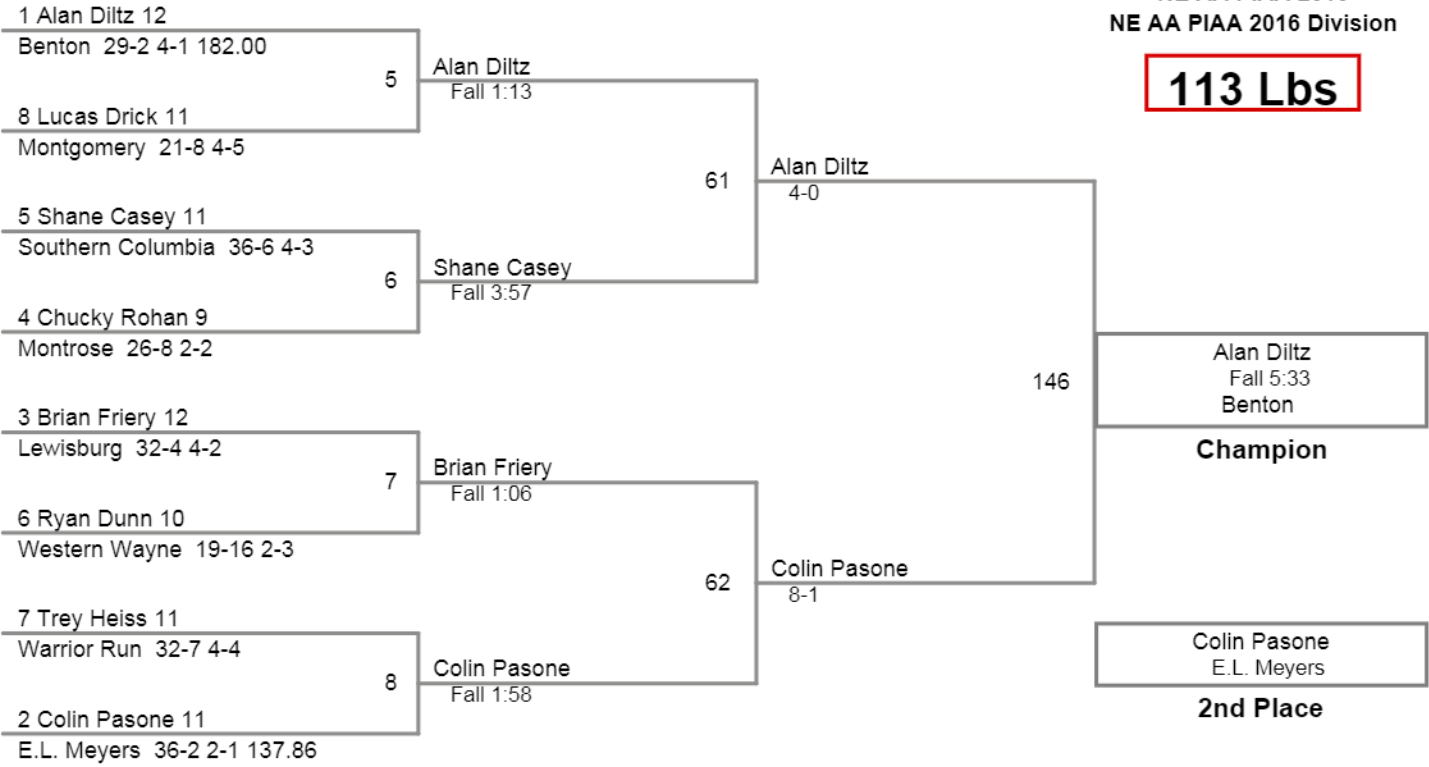 NE AA PIAA 2016 Division
113 Lbs
1 Alan Diltz 12
Benton 29-2 4-1 182.00
5
8 Lucas Drick 11
Montgomery 21-8 4-5
5 Shane Casey 11
Southern Columbia 36-6 4-3
6
4 Chucky Rohan 9
Montrose 26-8 2-2
3 Brian Friery 12
Lewisburg 32-4 4-2
7
6 Ryan Dunn 10
Western Wayne 19-16 2-3
7 Trey Heiss 11
Warrior Run 32-7 4-4
8
2 Colin Pasone 11
E.L. Meyers 36-2 2-1 137.86
Alan Diltz
Fall 1:13
61
Shane Casey
Fall 3:57
Brian Friery
Fall 1:06
62
Colin Pasone
Fall 1:58
Alan Diltz
4-0
146
Colin Pasone
8-1
Alan Diltz
Fall 5:33
Benton
Champion
Colin Pasone
E.L. Meyers
2nd Place